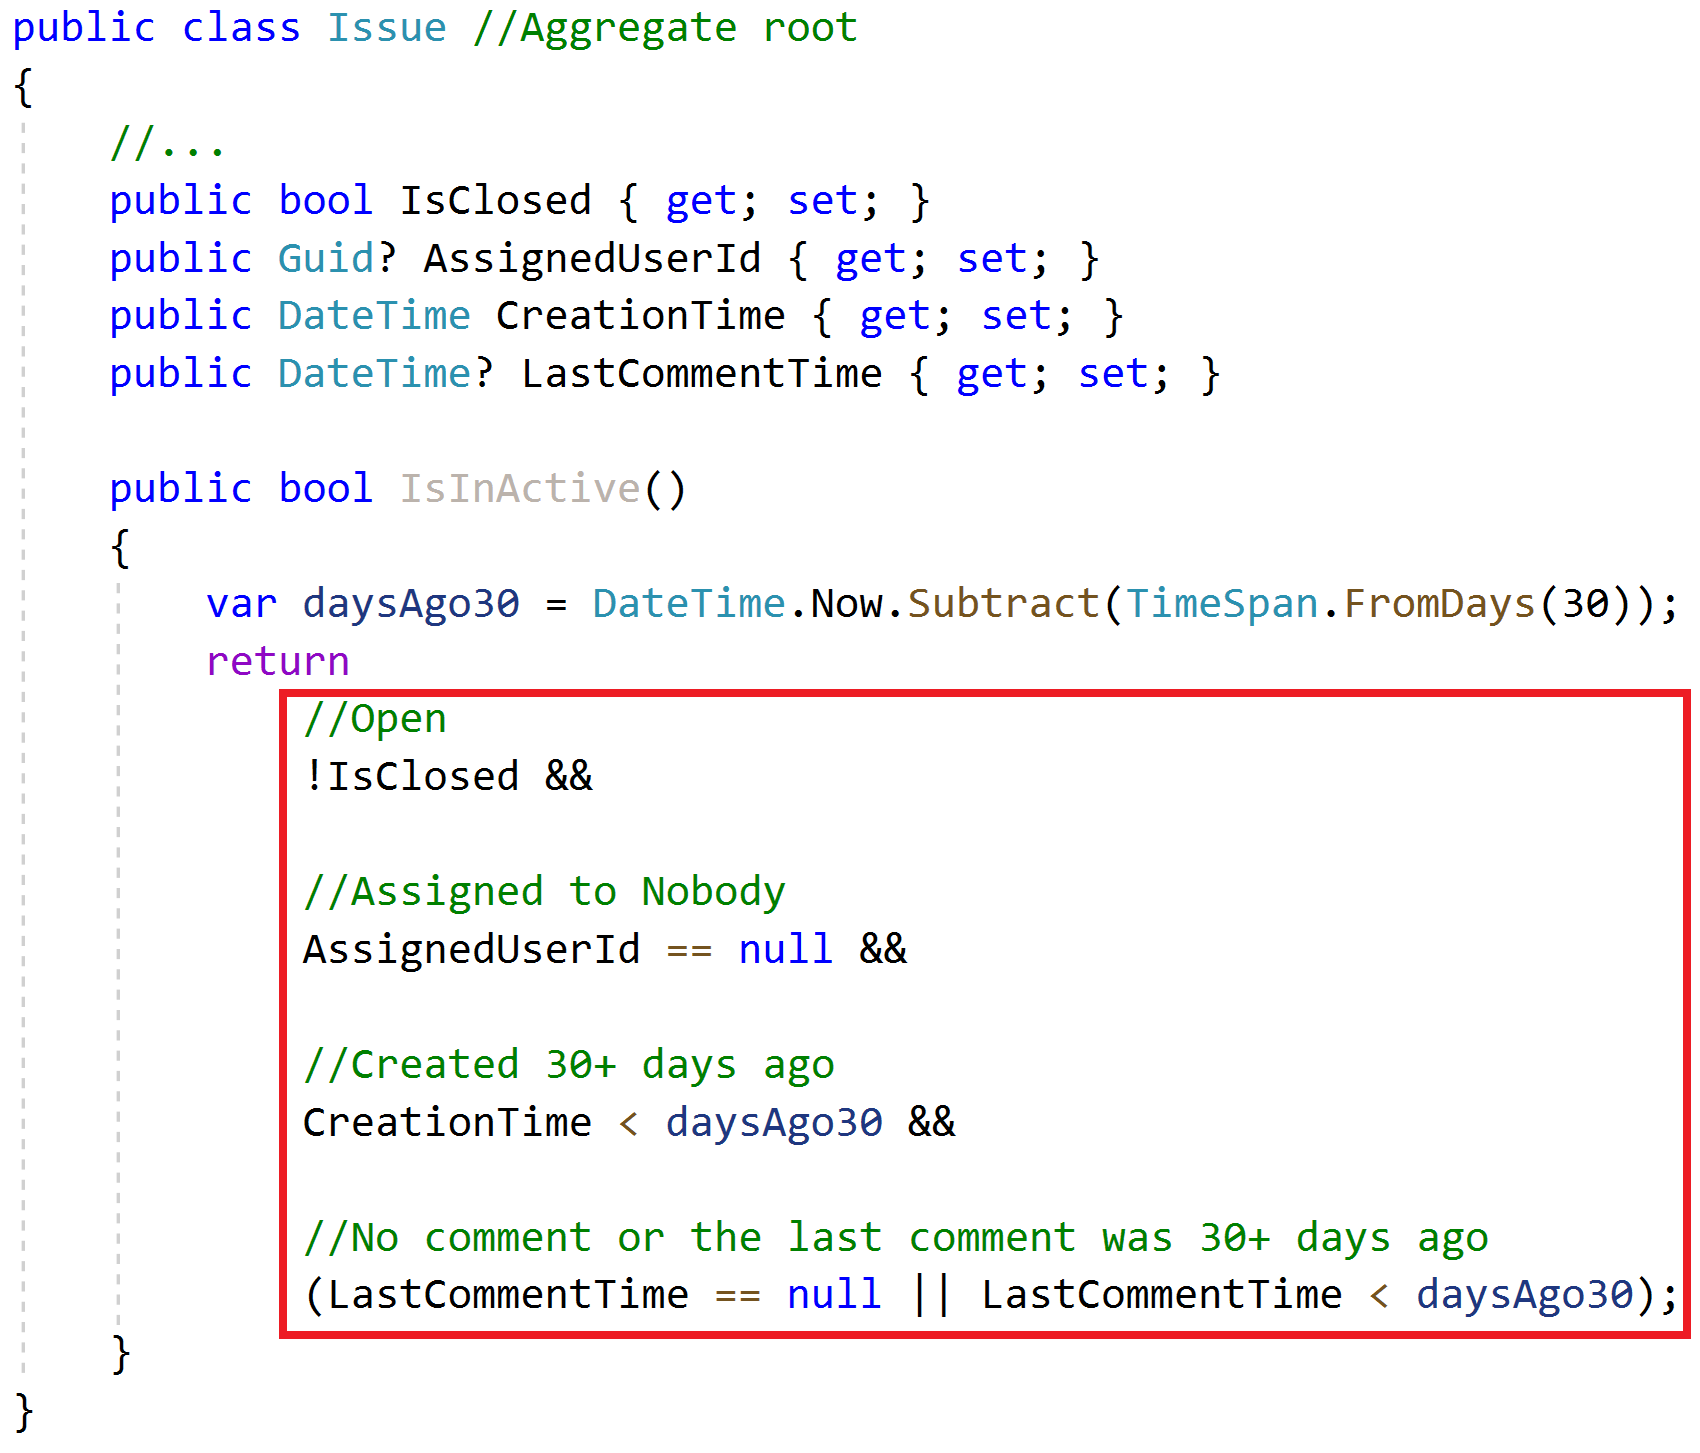 public class Issue //Aggregate root
{
//...
public bool IsClosed { get; set; }
public Guid? AssignedUserId { get; set; }
public DateTime CreationTime { get; set; }
public DateTime? LastCommentTime { get; set; }
public bool IsInActive()
{
var daysAgo30 = DateTime.Now.Subtract(TimeSpan.FromDays(30));
return
//Open
!IsClosed &&
//Assigned to Nobody
AssignedUserId == null &&
//Created 30+ days ago
CreationTime < daysAgo30 &&
//No comment or the last comment was 30+ days ago
(LastCommentTime == null || LastCommentTime < daysAgo30);
}
}